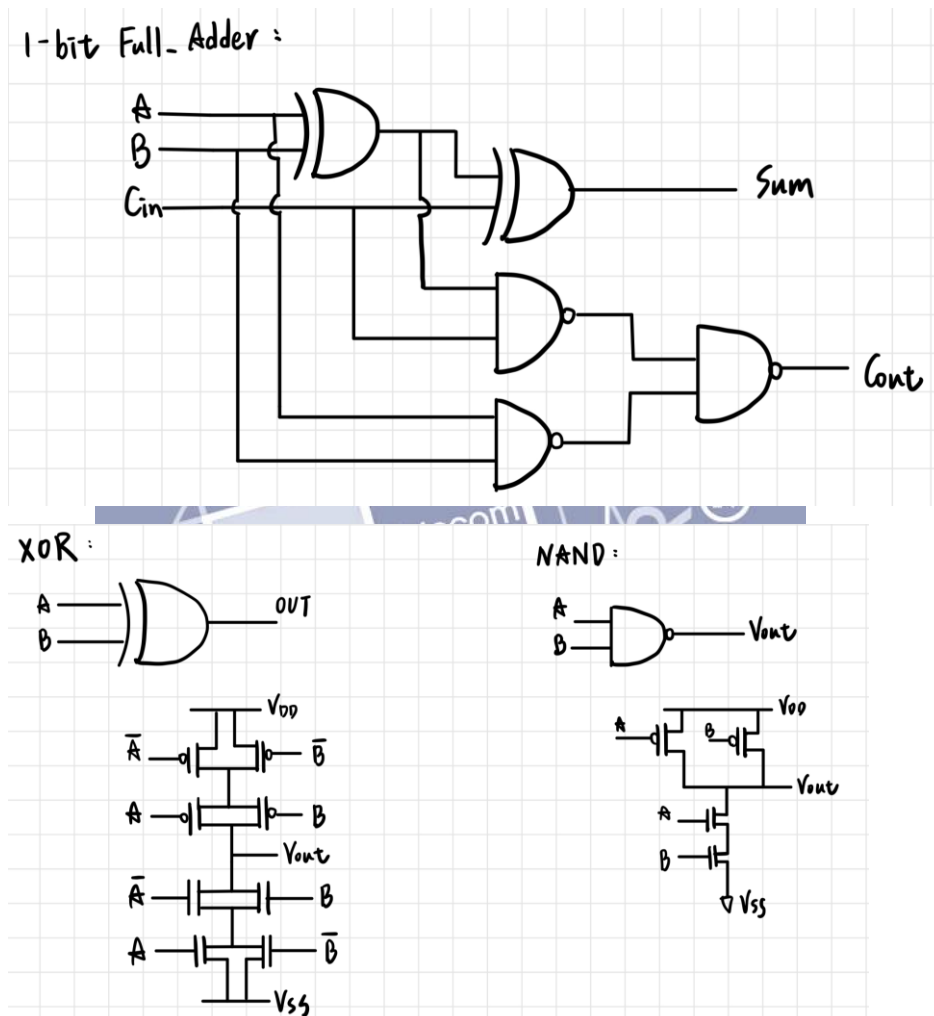 1-bit Full_Adder :
A
B
Cin
Sum
Cout
XOR :
A
B
OUT
VDD
A̅
B̅
A
B
Vout
A̅
B
A
B̅
VSS
NAND :
A
B
Vout
VDD
A
B
Vout
A
B
VSS